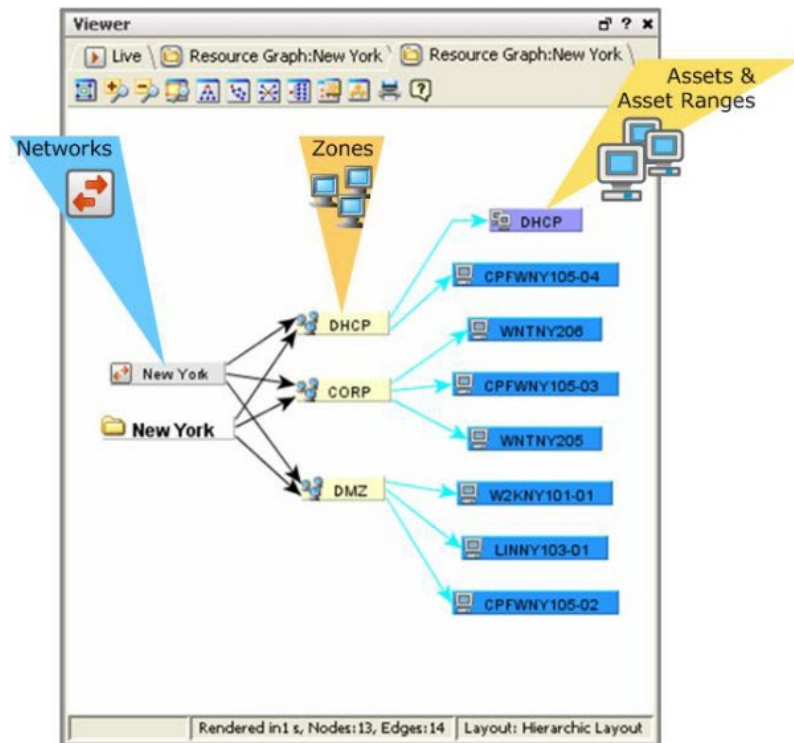 Viewer
Live
Resource Graph:New York
Resource Graph:New York
Networks
Zones
Assets &
Asset Ranges
DHCP
CPFWNY105-04
DHCP
WNTNY206
New York
CORP
CPFWNY105-03
New York
WNTNY205
DMZ
W2KNY101-01
LINNY103-01
CPFWNY105-02
Rendered in1 s, Nodes:13, Edges:14
Layout: Hierarchic Layout